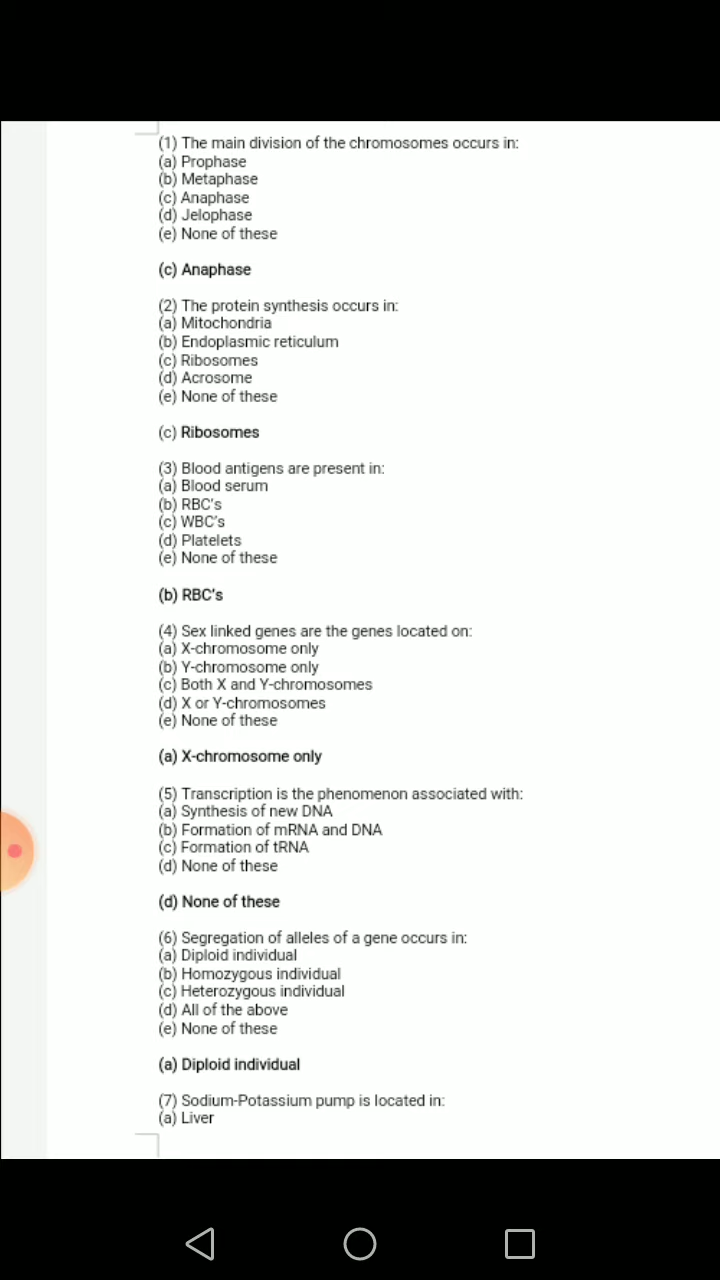 (1) The main division of the chromosomes occurs in:
(a) Prophase
(b) Metaphase
(c) Anaphase
(d) Jelophase
(e) None of these
(c) Anaphase
(2) The protein synthesis occurs in:
(a) Mitochondria
(b) Endoplasmic reticulum
(c) Ribosomes
(d) Acrosome
(e) None of these
(c) Ribosomes
(3) Blood antigens are present in:
(a) Blood serum
(b) RBC's
(c) WBC's
(d) Platelets
(e) None of these
(b) RBC's
(4) Sex linked genes are the genes located on:
(a) X-chromosome only
(b) Y-chromosome only
(c) Both X and Y-chromosomes
(d) X or Y-chromosomes
(e) None of these
(a) X-chromosome only
(5) Transcription is the phenomenon associated with:
(a) Synthesis of new DNA
(b) Formation of mRNA and DNA
(c) Formation of tRNA
(d) None of these
(d) None of these
(6) Segregation of alleles of a gene occurs in:
(a) Diploid individual
(b) Homozygous individual
(c) Heterozygous individual
(d) All of the above
(e) None of these
(a) Diploid individual
(7) Sodium-Potassium pump is located in:
(a) Liver